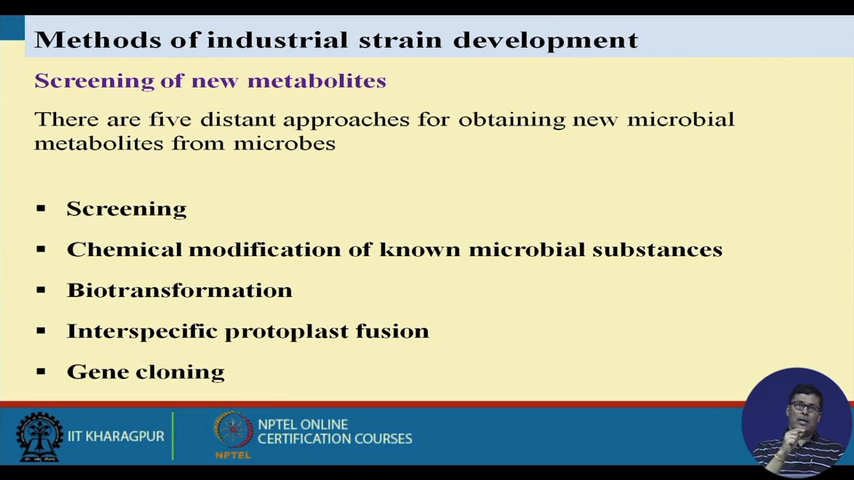 Methods of industrial strain development
Screening of new metabolites
There are five distant approaches for obtaining new microbial
metabolites from microbes
▪ Screening
▪ Chemical modification of known microbial substances
▪ Biotransformation
▪ Interspecific protoplast fusion
▪ Gene cloning
IIT KHARAGPUR
NPTEL
NPTEL ONLINE
CERTIFICATION COURSES